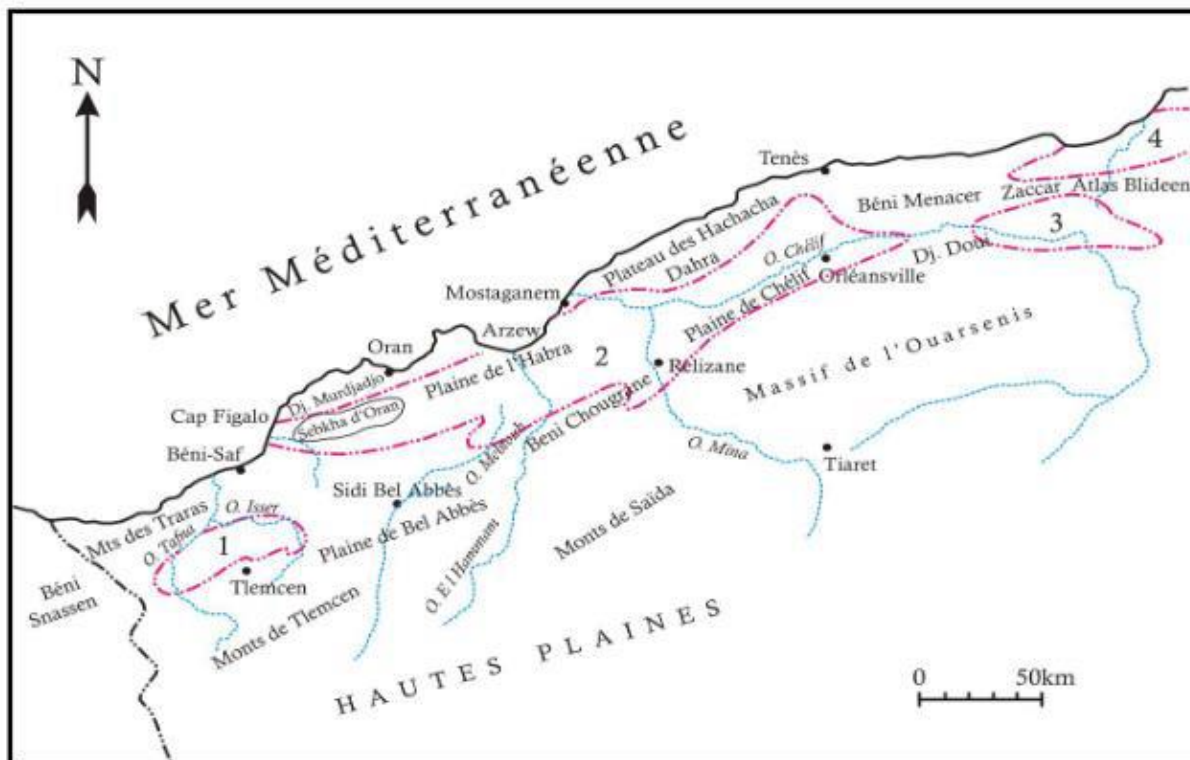 N
Mer Méditerranéenne
Tenès
4
Béni Menacer
Zaccar
Atlas Blideen
3
Plateau des Hachacha
Dahra
O. Chélif
Dj. Doui
Orléansville
Mostaganem
Plaine de Chélif
Arzew
Oran
Plaine de l'Habra
2
Relizane
Massif de l'Ouarsenis
Dj. Murdjadjo
Cap Figalo
Sebkha d'Oran
Beni Chougrane
Béni-Saf
O. Mebtouh
O. Mina
Tiaret
Sidi Bel Abbès
Mts des Traras
O. Isser
O. Tafna
1
Plaine de Bel Abbès
Monts de Saïda
Tlemcen
O. El Hammam
Béni
Snassen
Monts de Tlemcen
HAUTES PLAINES
0
50km